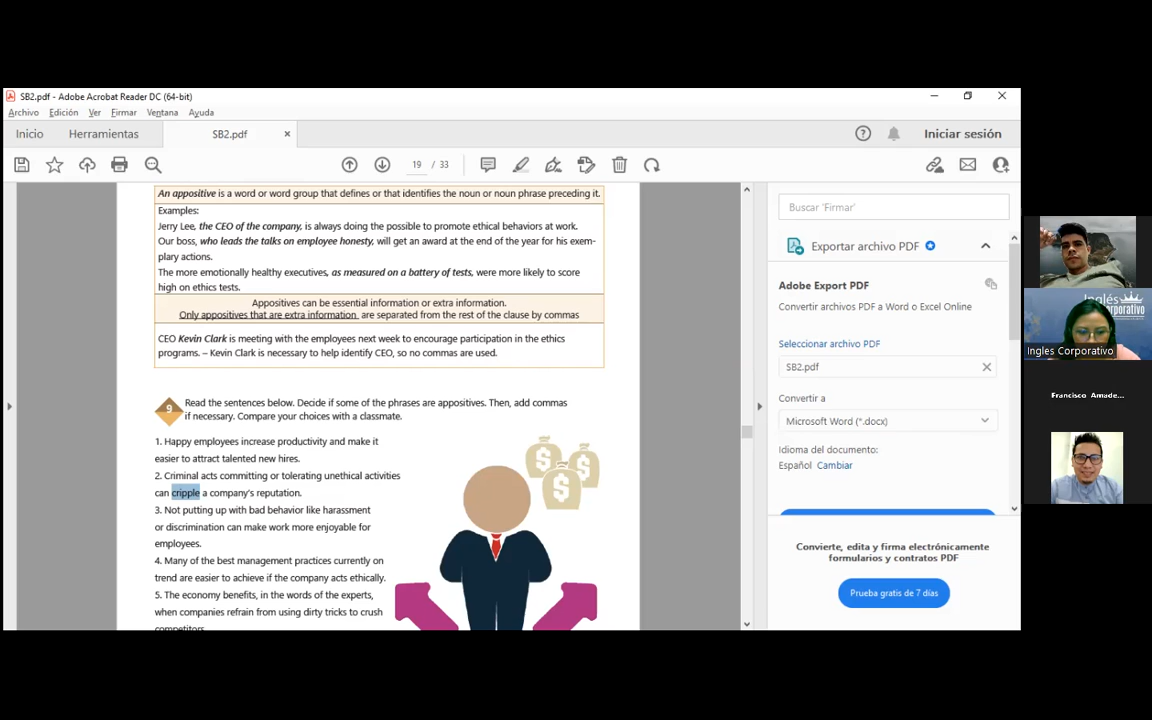 SB2.pdf - Adobe Acrobat Reader DC (64-bit)
Archivo Edición Ver Firmar Ventana Ayuda
Inicio Herramientas SB2.pdf × Iniciar sesión
19 / 33
An appositive is a word or word group that defines or that identifies the noun or noun phrase preceding it.
Examples:
Jerry Lee, the CEO of the company, is always doing the possible to promote ethical behaviors at work.
Our boss, who leads the talks on employee honesty, will get an award at the end of the year for his exem-
plary actions.
The more emotionally healthy executives, as measured on a battery of tests, were more likely to score
high on ethics tests.
Appositives can be essential information or extra information.
Only appositives that are extra information are separated from the rest of the clause by commas
CEO Kevin Clark is meeting with the employees next week to encourage participation in the ethics
programs. – Kevin Clark is necessary to help identify CEO, so no commas are used.
9
Read the sentences below. Decide if some of the phrases are appositives. Then, add commas
if necessary. Compare your choices with a classmate.
1. Happy employees increase productivity and make it
easier to attract talented new hires.
2. Criminal acts committing or tolerating unethical activities
can cripple a company's reputation.
3. Not putting up with bad behavior like harassment
or discrimination can make work more enjoyable for
employees.
4. Many of the best management practices currently on
trend are easier to achieve if the company acts ethically.
5. The economy benefits, in the words of the experts,
when companies refrain from using dirty tricks to crush
competitors
$ $ $
Buscar 'Firmar'
Exportar archivo PDF
Adobe Export PDF
Convertir archivos PDF a Word o Excel Online
Seleccionar archivo PDF
SB2.pdf
Convertir a
Microsoft Word (*.docx)
Idioma del documento:
Español Cambiar
Convierte, edita y firma electrónicamente
formularios y contratos PDF
Prueba gratis de 7 días
Inglés
Ingles Corporativo
Francisco Amade...